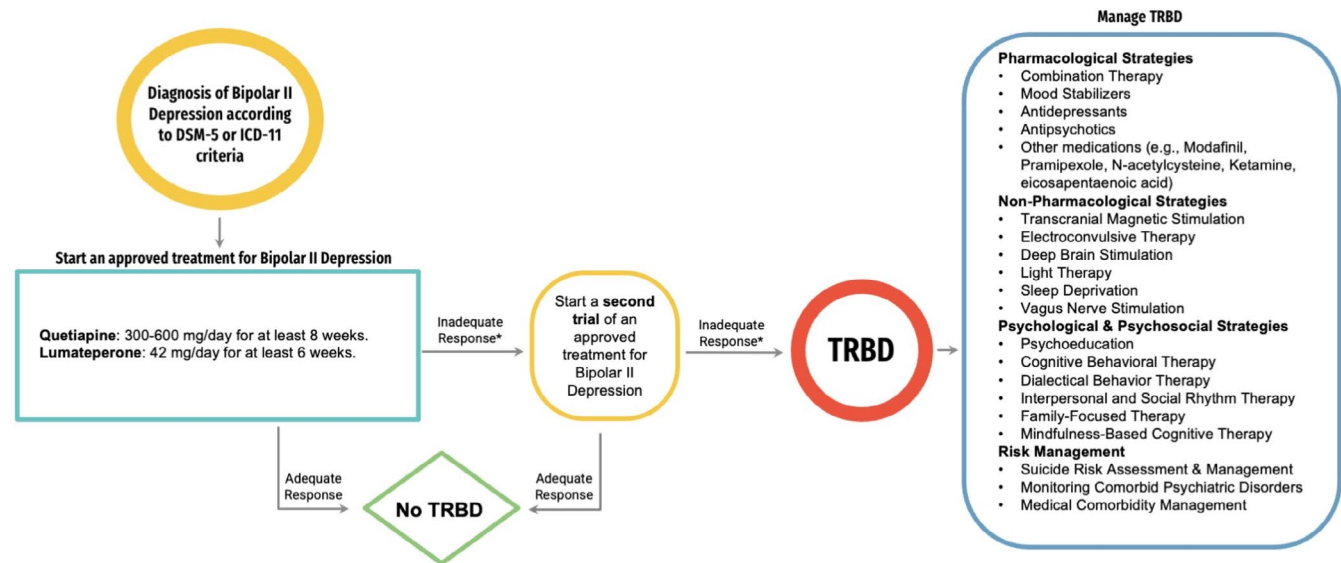 Diagnosis of Bipolar II
Depression according
to DSM-5 or ICD-11
criteria
Start an approved treatment for Bipolar II Depression
Quetiapine: 300-600 mg/day for at least 8 weeks.
Lumateperone: 42 mg/day for at least 6 weeks.
Inadequate
Response*
Start a second
trial of an
approved
treatment for
Bipolar II
Depression
Inadequate
Response*
TRBD
Adequate
Response
No TRBD
Adequate
Response
Manage TRBD
Pharmacological Strategies
• Combination Therapy
• Mood Stabilizers
• Antidepressants
• Antipsychotics
• Other medications (e.g., Modafinil,
Pramipexole, N-acetylcysteine, Ketamine,
eicosapentaenoic acid)
Non-Pharmacological Strategies
• Transcranial Magnetic Stimulation
• Electroconvulsive Therapy
• Deep Brain Stimulation
• Light Therapy
• Sleep Deprivation
• Vagus Nerve Stimulation
Psychological & Psychosocial Strategies
• Psychoeducation
• Cognitive Behavioral Therapy
• Dialectical Behavior Therapy
• Interpersonal and Social Rhythm Therapy
• Family-Focused Therapy
• Mindfulness-Based Cognitive Therapy
Risk Management
• Suicide Risk Assessment & Management
• Monitoring Comorbid Psychiatric Disorders
• Medical Comorbidity Management